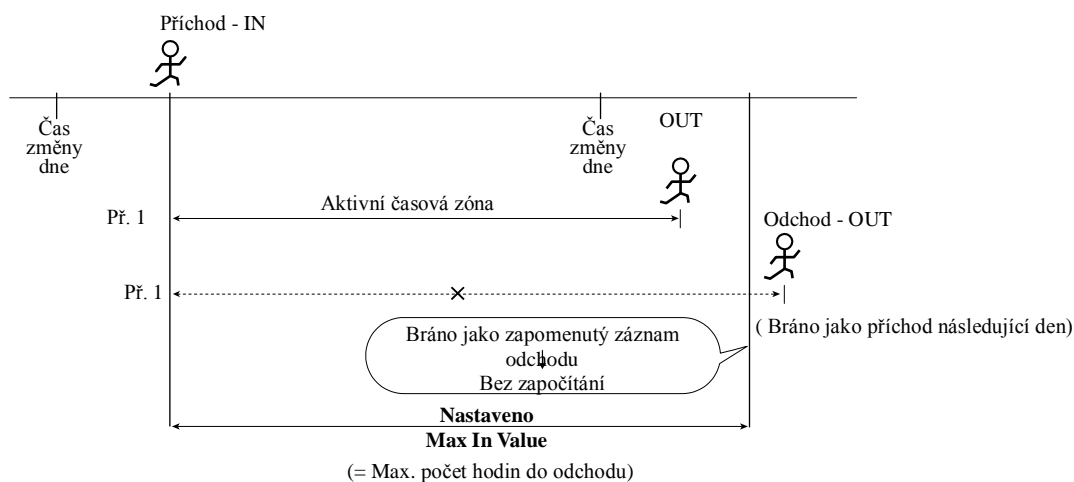 Příchod - IN
Čas
změny
dne
Čas
změny
dne
OUT
Aktivní časová zóna
Př. 1
Odchod - OUT
Př. 1
( Bráno jako příchod následující den)
Bráno jako zapomenutý záznam
odchodu
Bez započítání
Nastaveno
Max In Value
(= Max. počet hodin do odchodu)